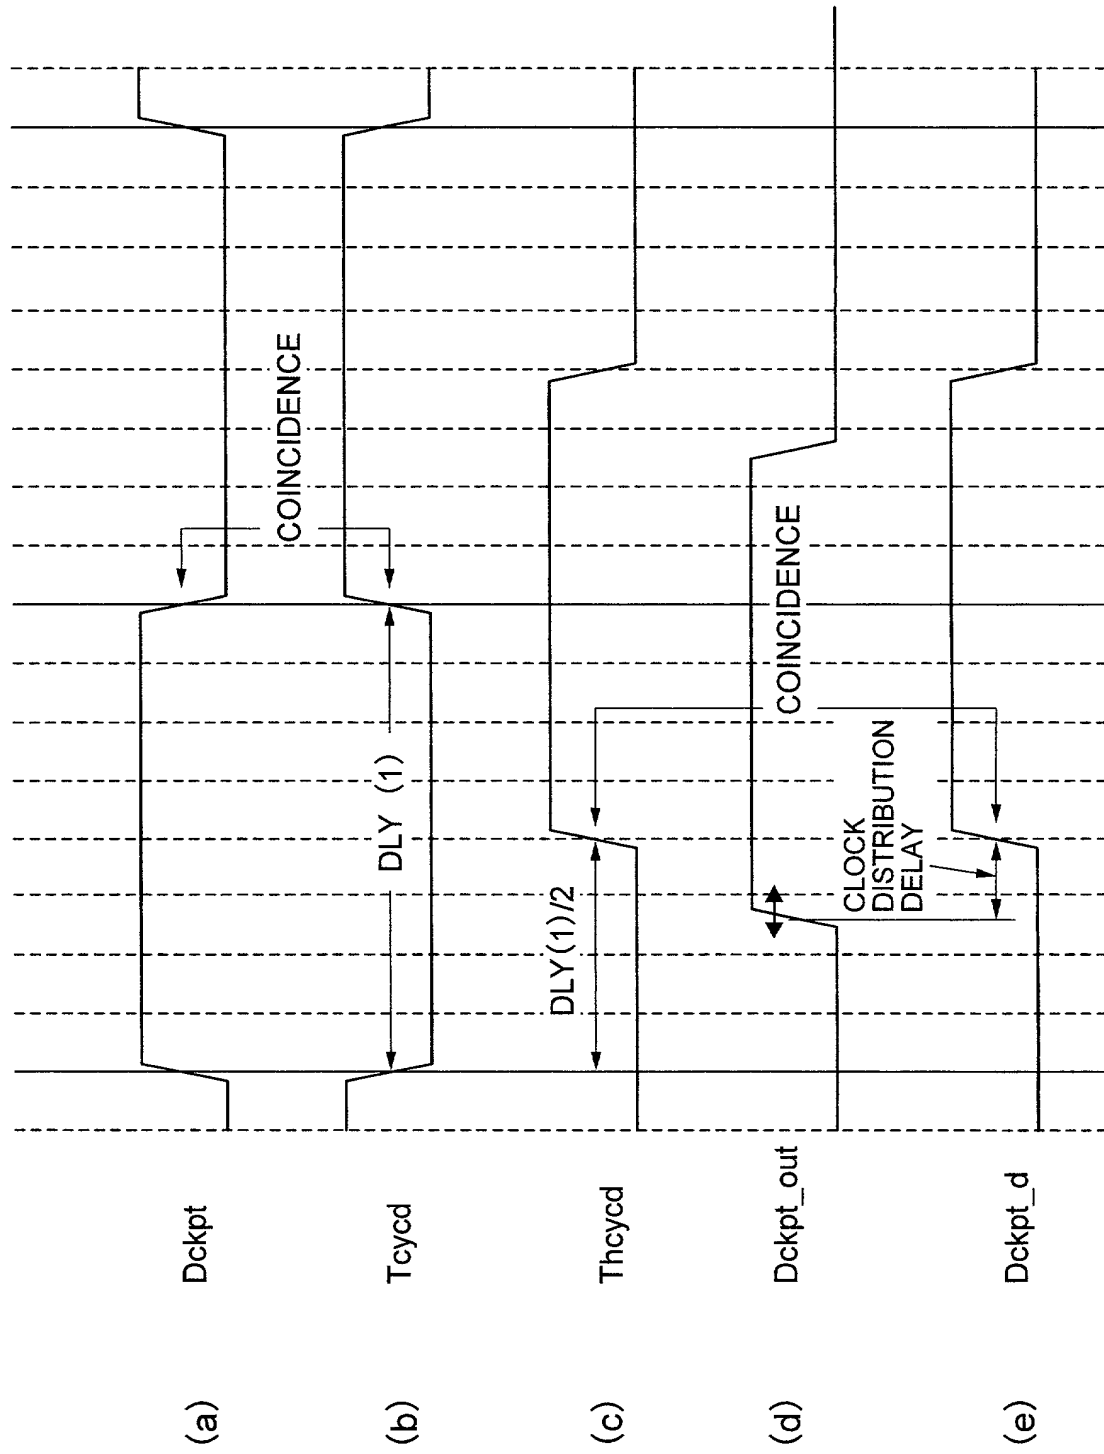 (a) Dckpt
(b) Tcycd
DLY (1)
COINCIDENCE
(c) Thcycd
DLY(1)/2
(d) Dckpt_out
COINCIDENCE
CLOCK
DISTRIBUTION
DELAY
(e) Dckpt_d